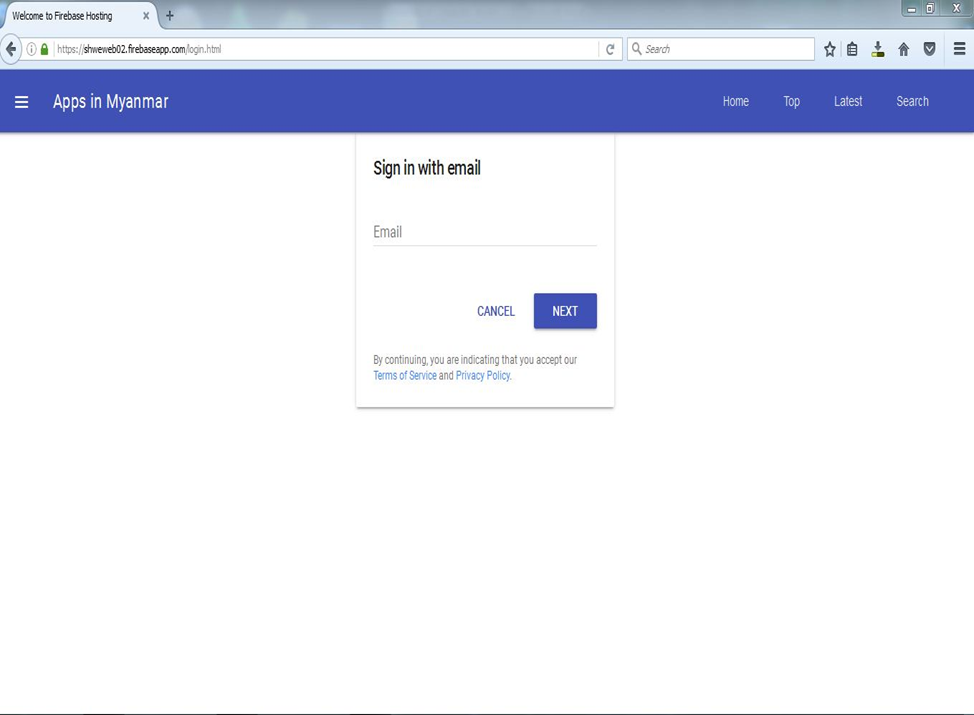 Welcome to Firebase Hosting
https://shweweb02.firebaseapp.com/login.html
Search
Apps in Myanmar
Home
Top
Latest
Search
Sign in with email
Email
CANCEL
NEXT
By continuing, you are indicating that you accept our
Terms of Service and Privacy Policy.